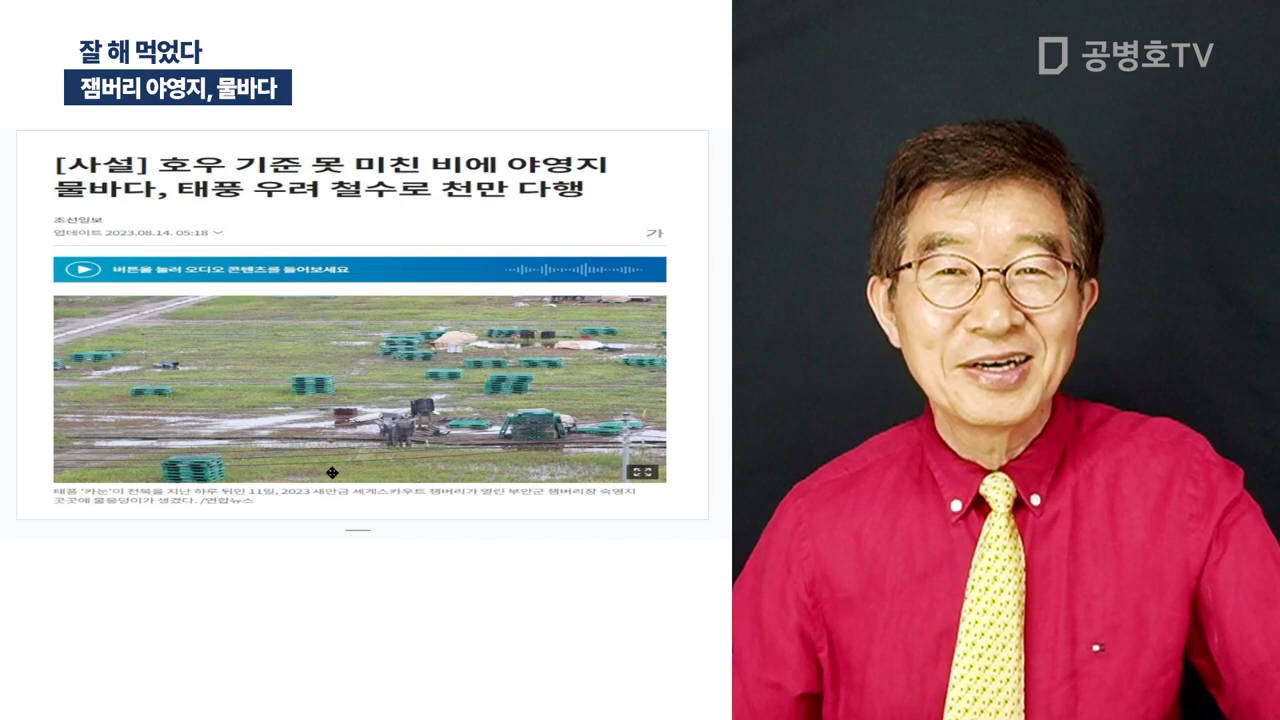 잘 해 먹었다
잼버리 야영지, 물바다
공병호TV
[사설] 호우 기준 못 미친 비에 야영지
물바다, 태풍 우려 철수로 천만 다행
조선일보
업데이트 2023.08.14. 05:18
가
버튼을 눌러 오디오 콘텐츠를 들어보세요
태풍 '카눈'이 전북을 지난 하루 뒤인 11일, 2023 새만금 세계스카우트 잼버리가 열린 부안군 잼버리장 숙영지
곳곳에 물웅덩이가 생겼다. /연합뉴스